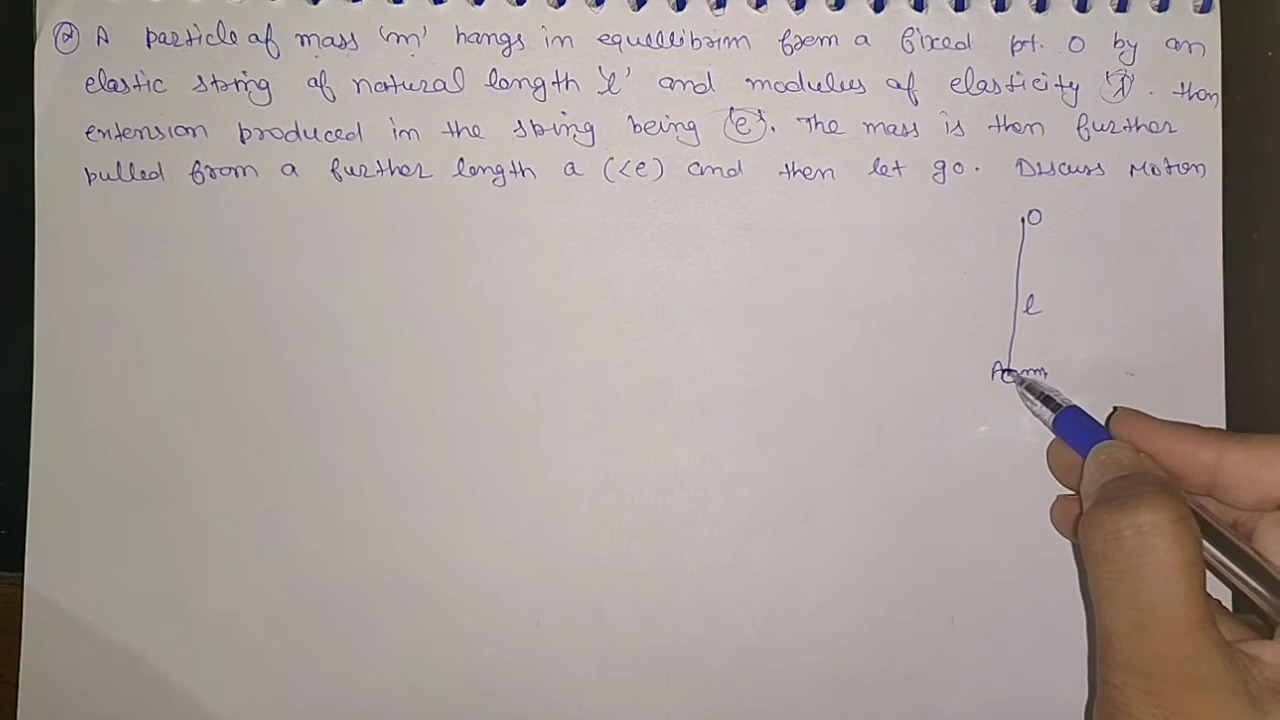 ② A particle of mass 'm' hangs in equellibrim from a fixed pt. O by an
elastic string of natural length 'l' and modulus of elasticity 'λ'. then
extension produced in the string being 'e'. The mass is then further
pulled from a further length a (<e) and then let go. Discuss Motion
O
l
A m